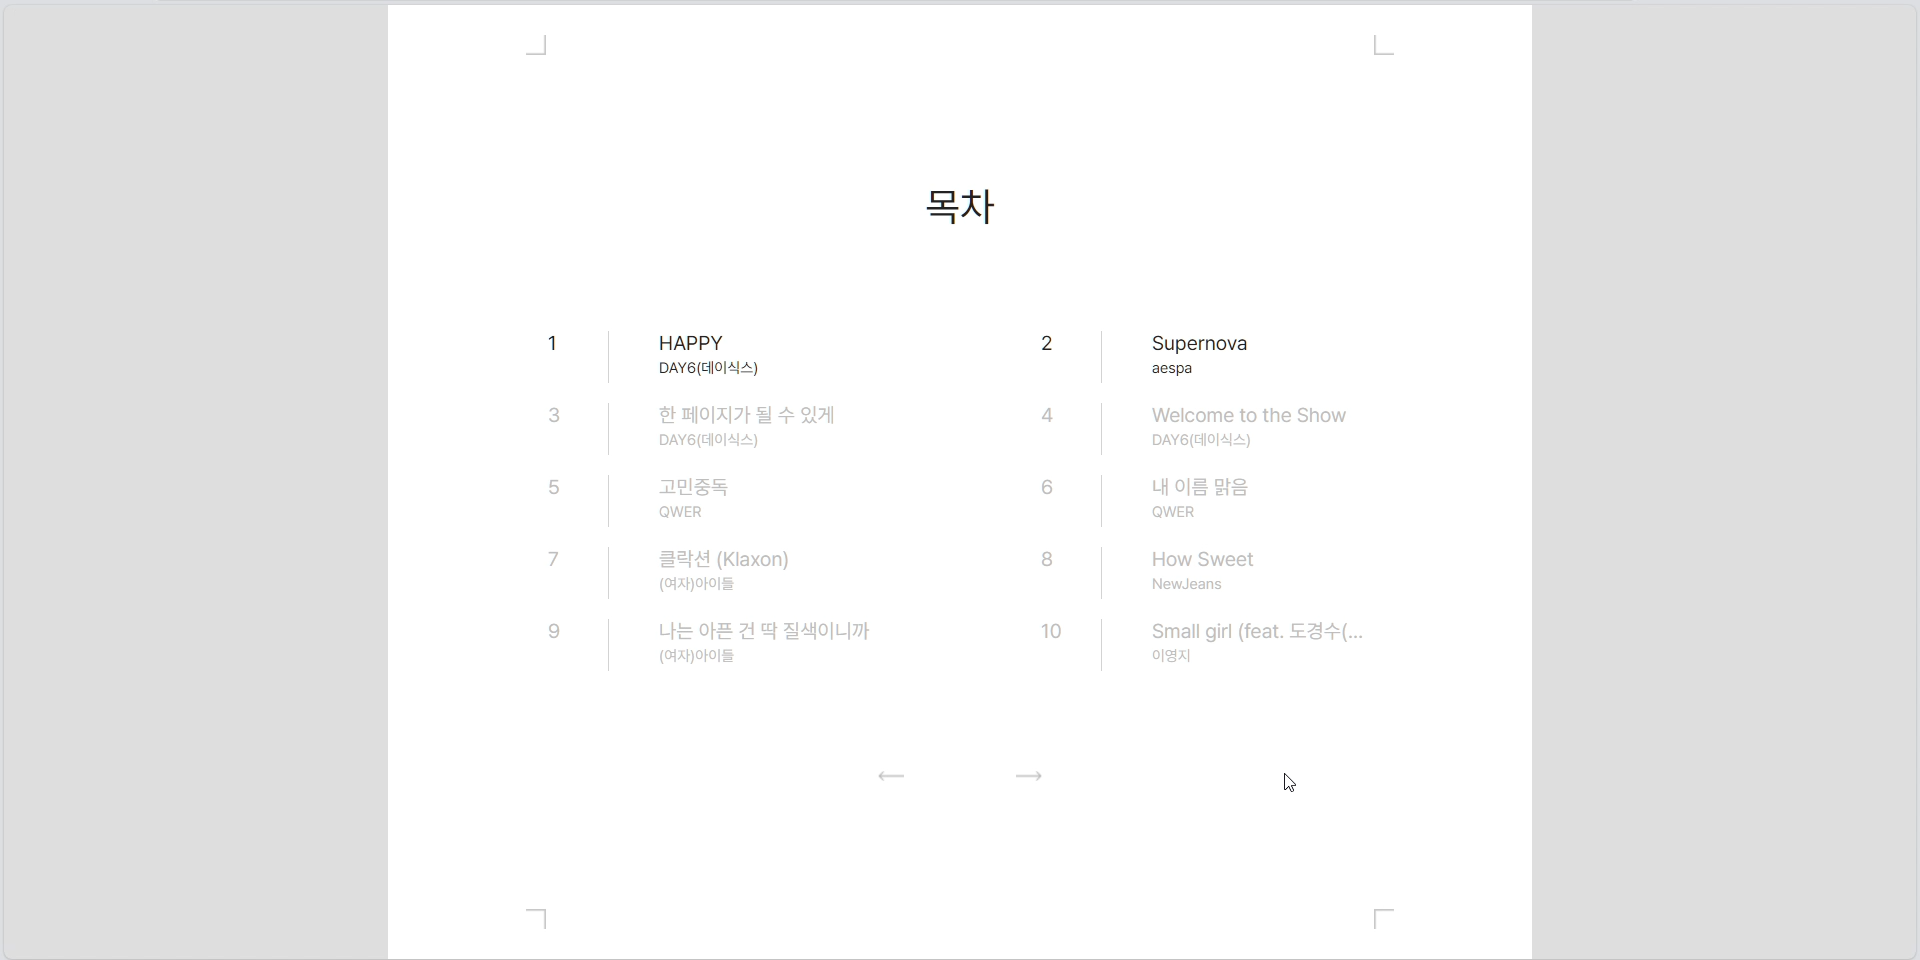 목차
1
HAPPY
DAY6(데이식스)
2
Supernova
aespa
3
한 페이지가 될 수 있게
DAY6(데이식스)
4
Welcome to the Show
DAY6(데이식스)
5
고민중독
QWER
6
내 이름 맑음
QWER
7
클락션 (Klaxon)
(여자)아이들
8
How Sweet
NewJeans
9
나는 아픈 건 딱 질색이니까
(여자)아이들
10
Small girl (feat. 도경수(...
이영지